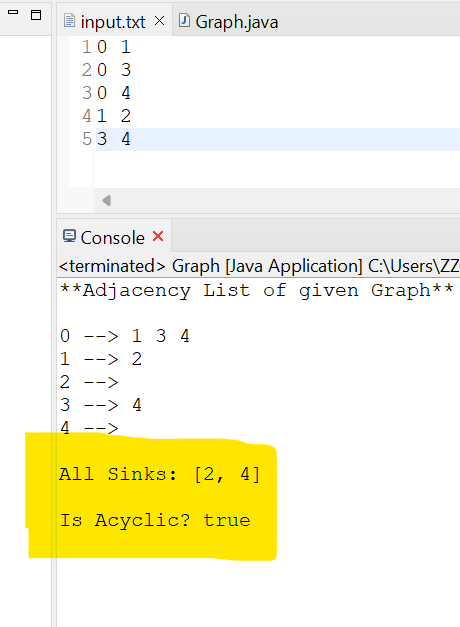 input.txt Graph.java
1 0 1
2 0 3
3 0 4
4 1 2
5 3 4
Console
<terminated> Graph [Java Application] C:\Users\ZZ
**Adjacency List of given Graph**
0 --> 1 3 4
1 --> 2
2 -->
3 --> 4
4 -->
All Sinks: [2, 4]
Is Acyclic? true